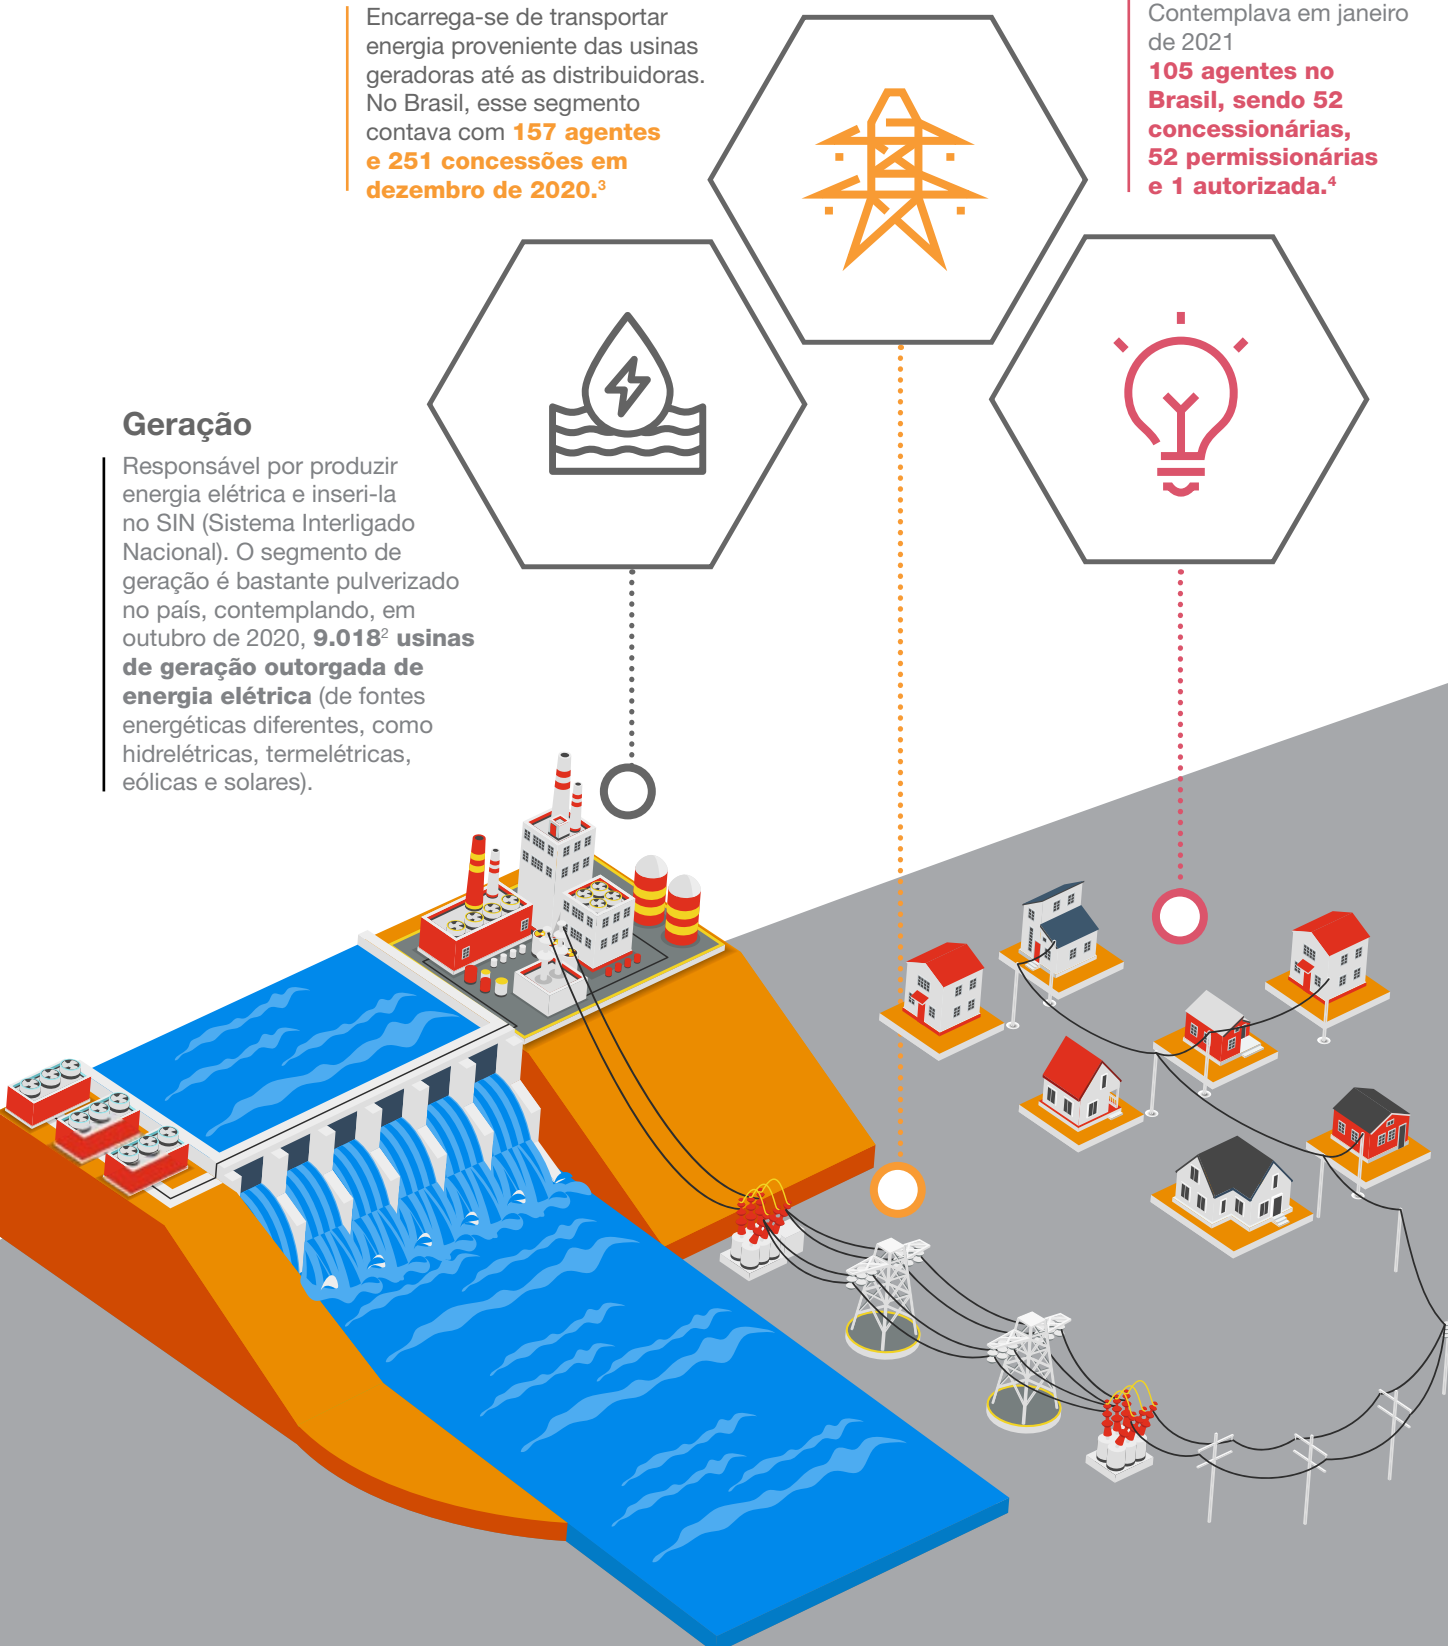 Encarrega-se de transportar
energia proveniente das usinas
geradoras até as distribuidoras.
No Brasil, esse segmento
contava com 157 agentes
e 251 concessões em
dezembro de 2020.³
Contemplava em janeiro
de 2021
105 agentes no
Brasil, sendo 52
concessionárias,
52 permissionárias
e 1 autorizada.⁴
Geração
Responsável por produzir
energia elétrica e inseri-la
no SIN (Sistema Interligado
Nacional). O segmento de
geração é bastante pulverizado
no país, contemplando, em
outubro de 2020, 9.018² usinas
de geração outorgada de
energia elétrica (de fontes
energéticas diferentes, como
hidrelétricas, termelétricas,
eólicas e solares).